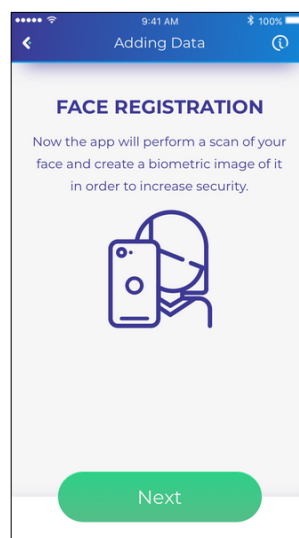 9:41 AM
100%
Adding Data
FACE REGISTRATION
Now the app will perform a scan of your
face and create a biometric image of it
in order to increase security.
Next